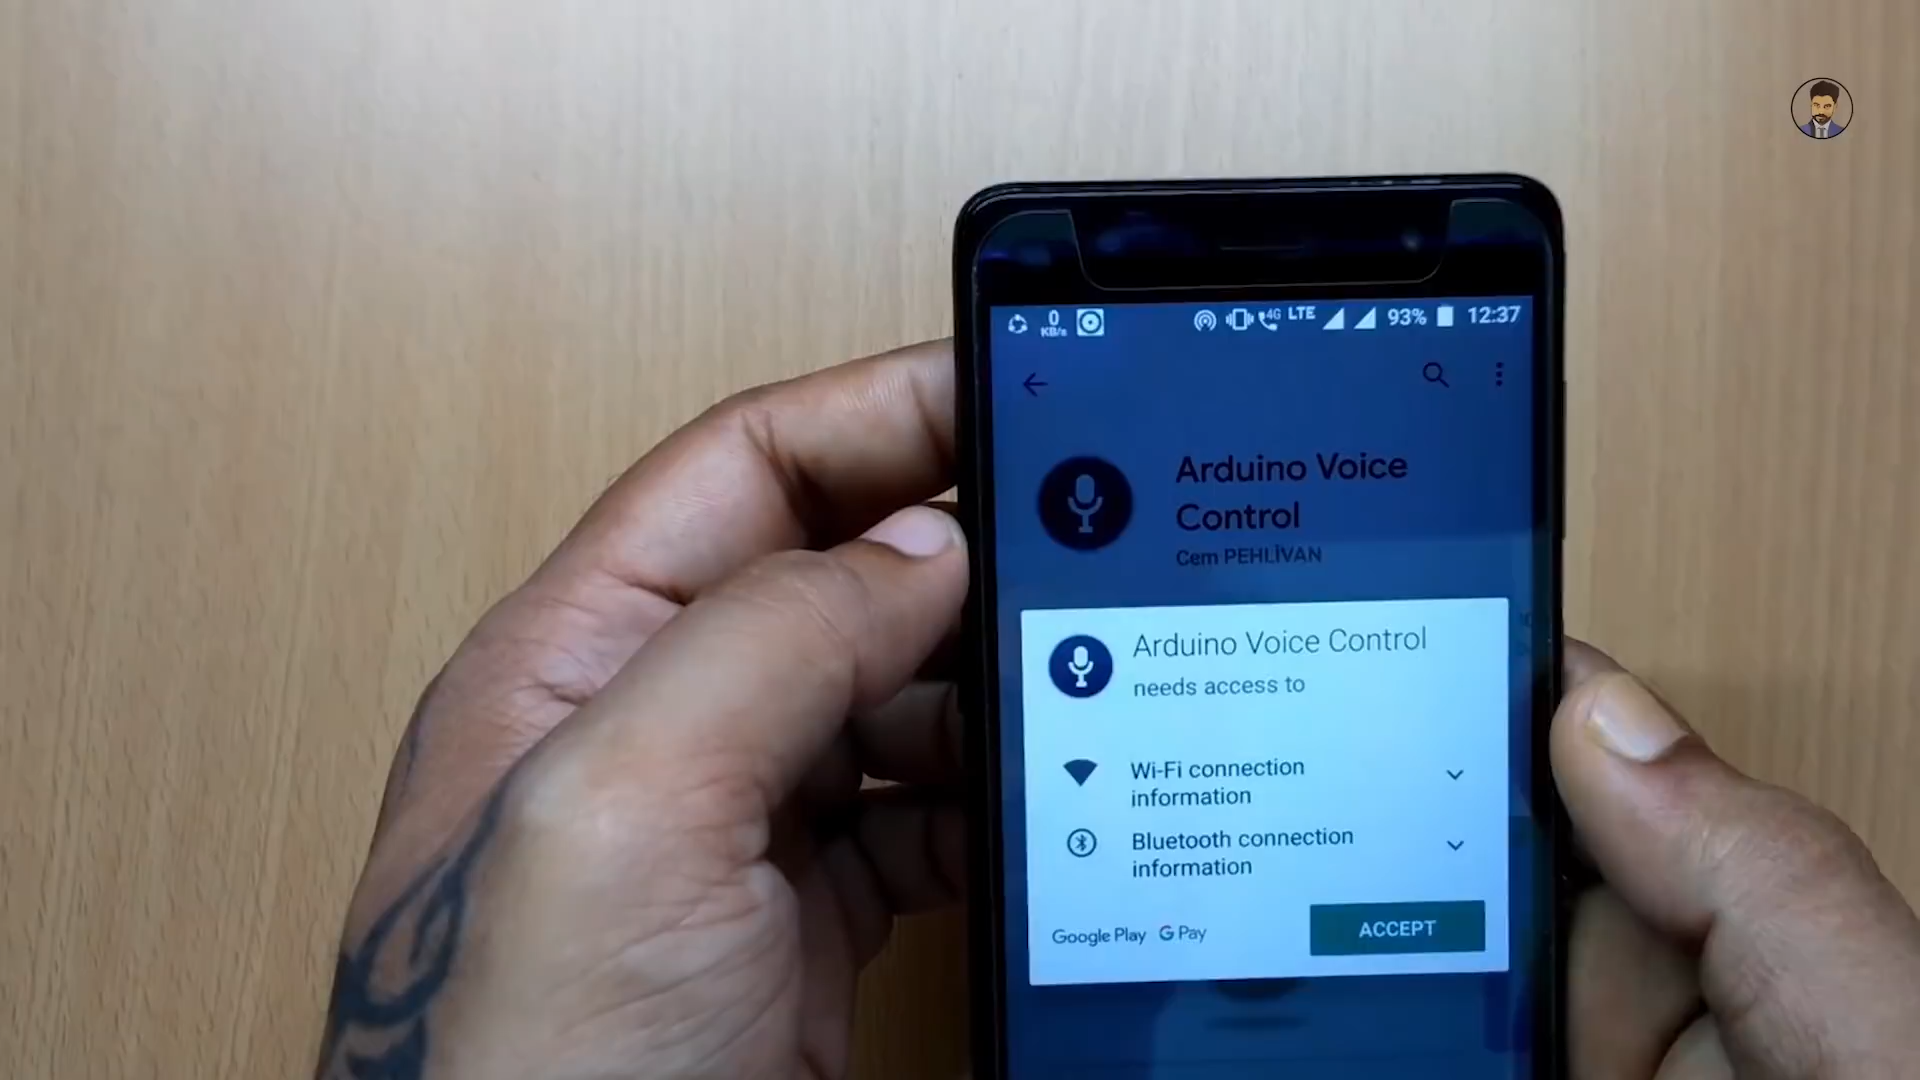 0
KB/s
4G LTE 93% 12:37
Arduino Voice
Control
Cem PEHLİVAN
Arduino Voice Control
needs access to
Wi-Fi connection
information
Bluetooth connection
information
Google Play G Pay
ACCEPT